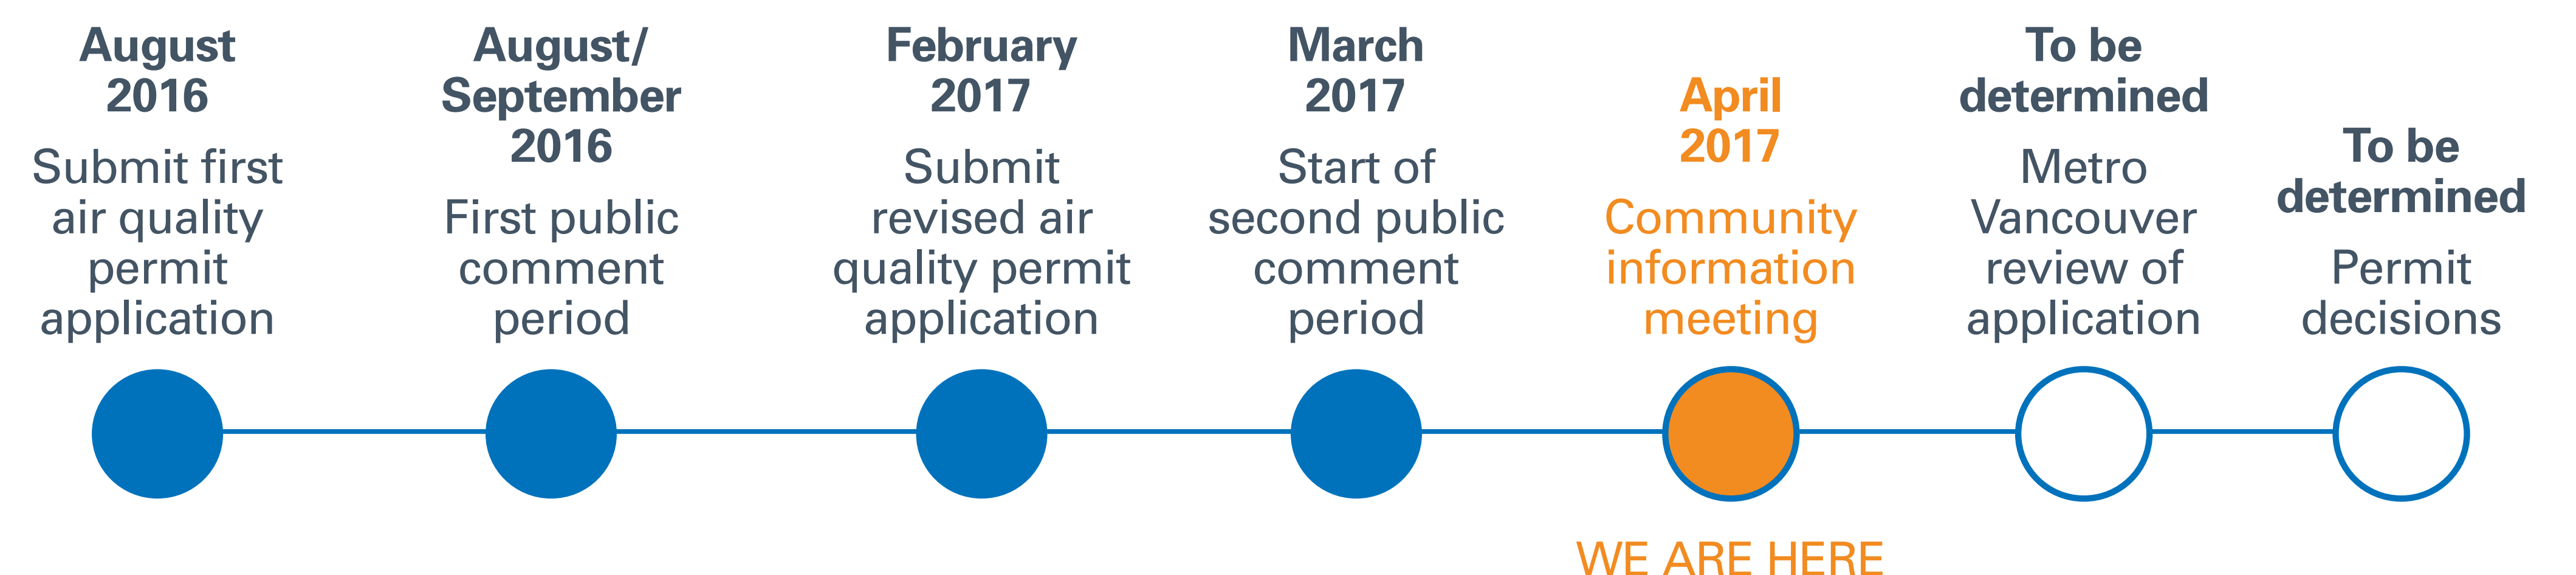 August
2016
Submit first
air quality
permit
application
August/
September
2016
First public
comment
period
February
2017
Submit
revised air
quality permit
application
March
2017
Start of
second public
comment
period
April
2017
Community
information
meeting
WE ARE HERE
To be
determined
Metro
Vancouver
review of
application
To be
determined
Permit
decisions